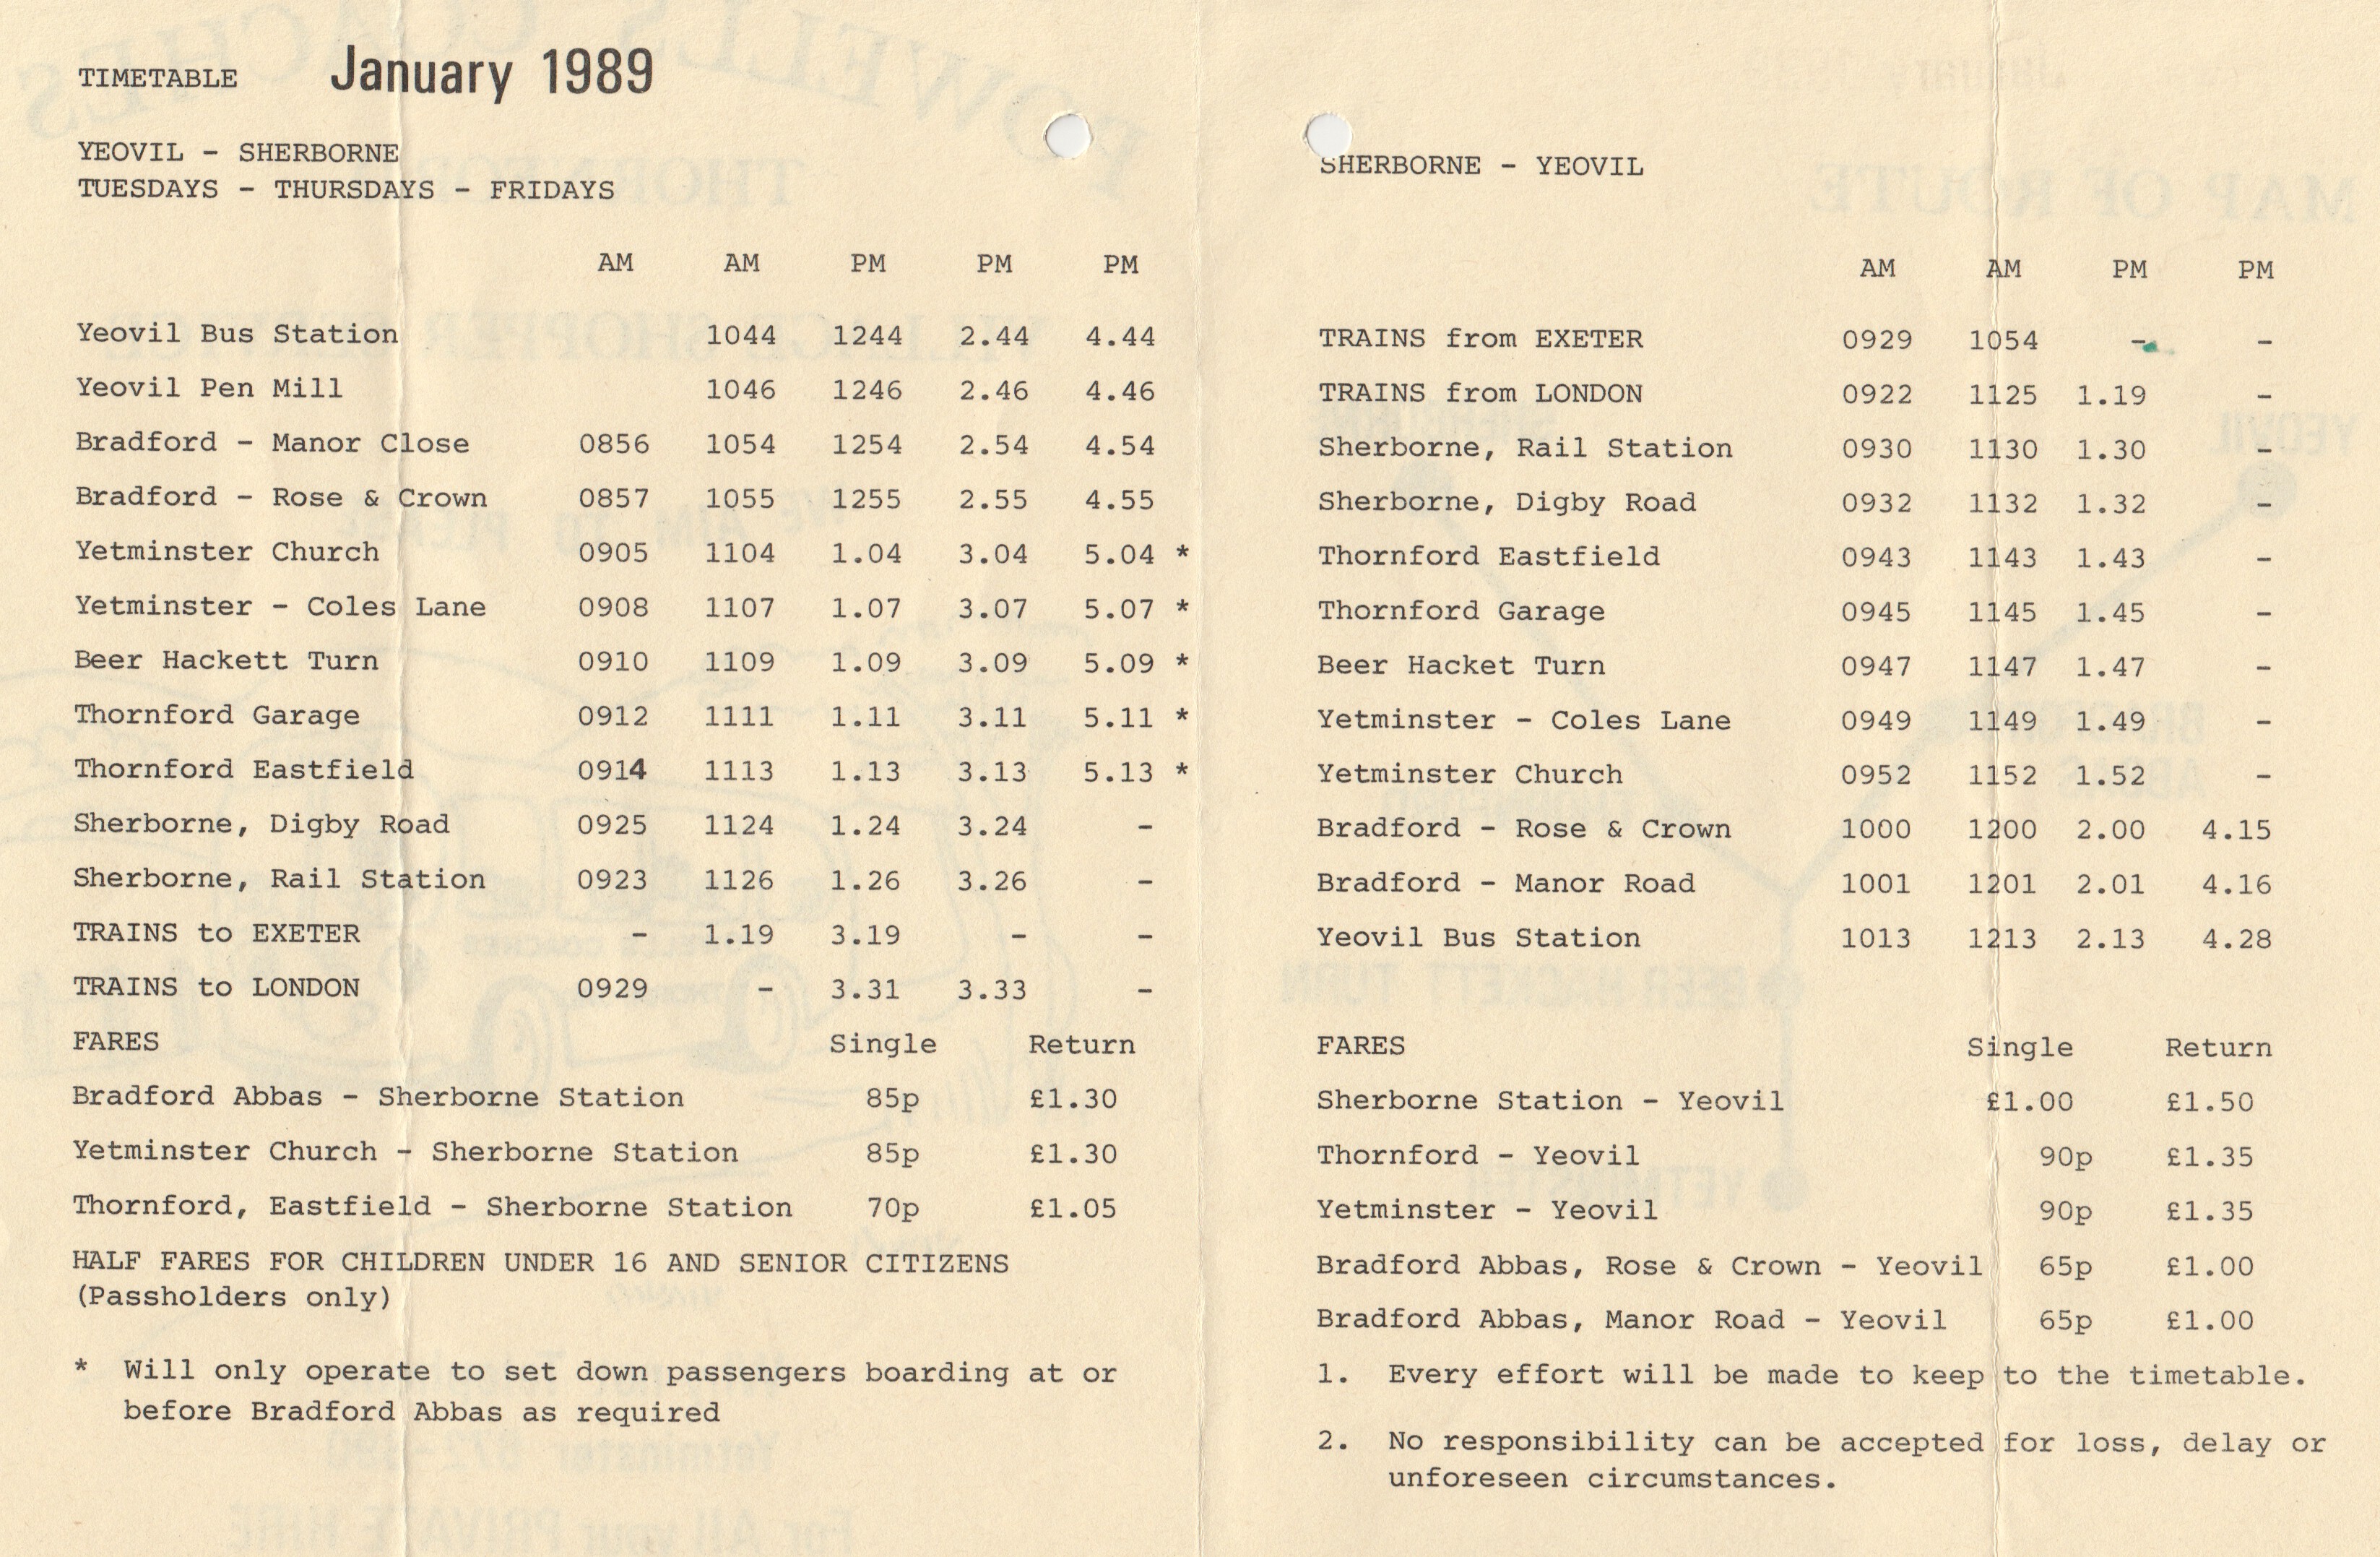 TIMETABLE January 1989
YEOVIL - SHERBORNE
TUESDAYS - THURSDAYS - FRIDAYS
AM AM PM PM PM
Yeovil Bus Station 1044 1244 2.44 4.44
Yeovil Pen Mill 1046 1246 2.46 4.46
Bradford - Manor Close 0856 1054 1254 2.54 4.54
Bradford - Rose & Crown 0857 1055 1255 2.55 4.55
Yetminster Church 0905 1104 1.04 3.04 5.04 *
Yetminster - Coles Lane 0908 1107 1.07 3.07 5.07 *
Beer Hackett Turn 0910 1109 1.09 3.09 5.09 *
Thornford Garage 0912 1111 1.11 3.11 5.11 *
Thornford Eastfield 0914 1113 1.13 3.13 5.13 *
Sherborne, Digby Road 0925 1124 1.24 3.24 -
Sherborne, Rail Station 0923 1126 1.26 3.26 -
TRAINS to EXETER - 1.19 3.19 - -
TRAINS to LONDON 0929 - 3.31 3.33 -
FARES Single Return
Bradford Abbas - Sherborne Station 85p £1.30
Yetminster Church - Sherborne Station 85p £1.30
Thornford, Eastfield - Sherborne Station 70p £1.05
HALF FARES FOR CHILDREN UNDER 16 AND SENIOR CITIZENS
(Passholders only)
* Will only operate to set down passengers boarding at or
before Bradford Abbas as required
SHERBORNE - YEOVIL
AM AM PM PM
TRAINS from EXETER 0929 1054 - -
TRAINS from LONDON 0922 1125 1.19 -
Sherborne, Rail Station 0930 1130 1.30 -
Sherborne, Digby Road 0932 1132 1.32 -
Thornford Eastfield 0943 1143 1.43 -
Thornford Garage 0945 1145 1.45 -
Beer Hacket Turn 0947 1147 1.47 -
Yetminster - Coles Lane 0949 1149 1.49 -
Yetminster Church 0952 1152 1.52 -
Bradford - Rose & Crown 1000 1200 2.00 4.15
Bradford - Manor Road 1001 1201 2.01 4.16
Yeovil Bus Station 1013 1213 2.13 4.28
FARES Single Return
Sherborne Station - Yeovil £1.00 £1.50
Thornford - Yeovil 90p £1.35
Yetminster - Yeovil 90p £1.35
Bradford Abbas, Rose & Crown - Yeovil 65p £1.00
Bradford Abbas, Manor Road - Yeovil 65p £1.00
1. Every effort will be made to keep to the timetable.
2. No responsibility can be accepted for loss, delay or
unforeseen circumstances.